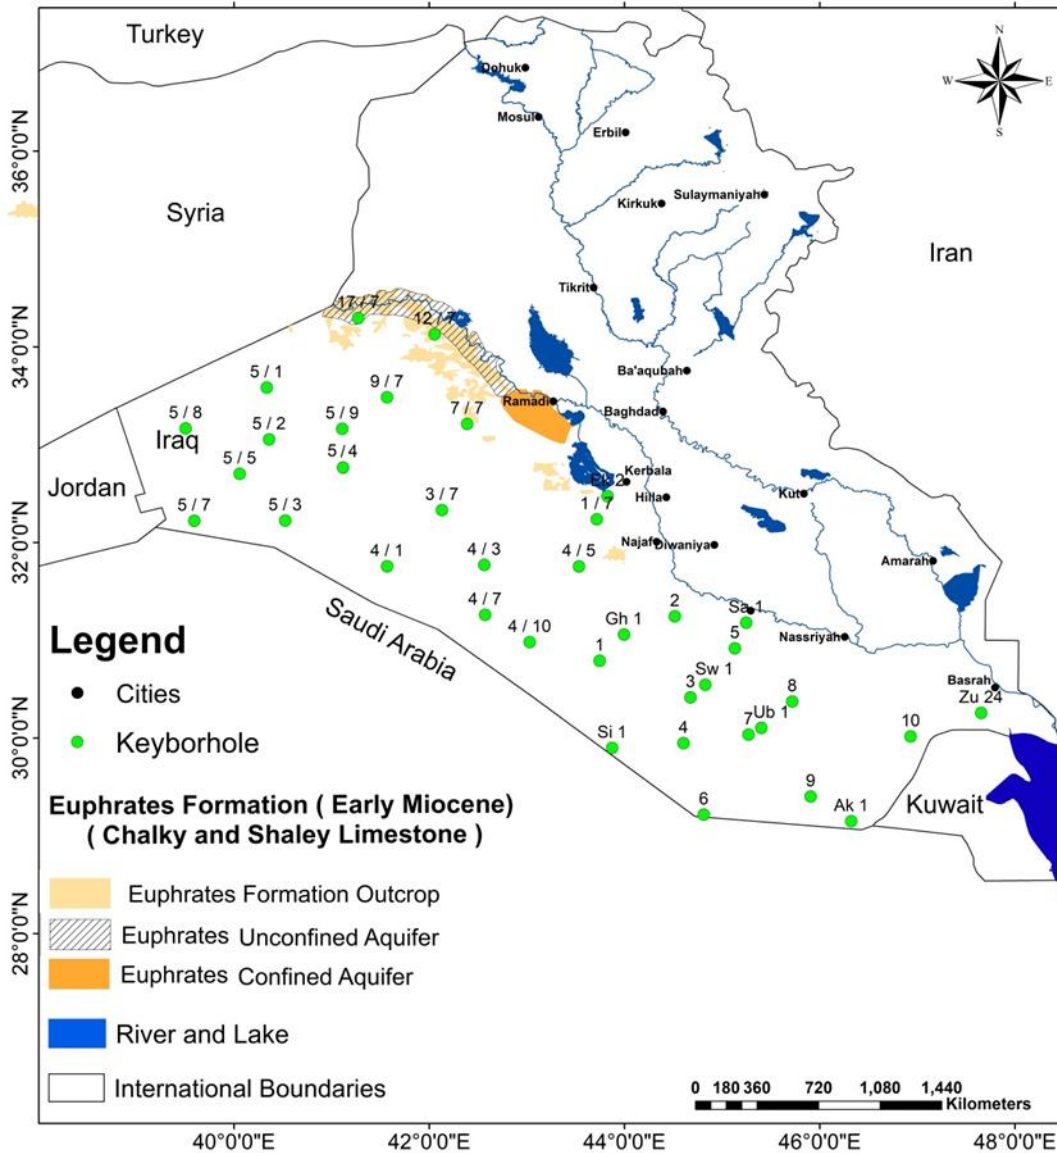 Turkey
N
W E
S
Dohuk
Mosul
Erbil
36°0'0"N
Sulaymaniyah
Kirkuk
Syria
Iran
Tikrit
17 / 7
12 / 7
34°0'0"N
Ba'aqubah
5 / 1
9 / 7
Ramadi
Baghdad
5 / 8
5 / 9
7 / 7
Iraq
5 / 2
5 / 5
5 / 4
Kerbala
Jordan
Ek 2
Hilla
Kut
5 / 7
5 / 3
3 / 7
1 / 7
32°0'0"N
Najaf
Diwaniya
4 / 1
4 / 3
4 / 5
Amarah
Saudi Arabia
4 / 7
2
Sa 1
4 / 10
Gh 1
5
Nassriyah
1
Legend
Sw 1
3
8
Basrah
Zu 24
Cities
Ub 1
7
10
30°0'0"N
Si 1
4
Keyborhole
6
9
Ak 1
Kuwait
Euphrates Formation ( Early Miocene)
( Chalky and Shaley Limestone )
Euphrates Formation Outcrop
Euphrates Unconfined Aquifer
28°0'0"N
Euphrates Confined Aquifer
River and Lake
International Boundaries
0 180 360 720 1,080 1,440
Kilometers
40°0'0"E 42°0'0"E 44°0'0"E 46°0'0"E 48°0'0"E